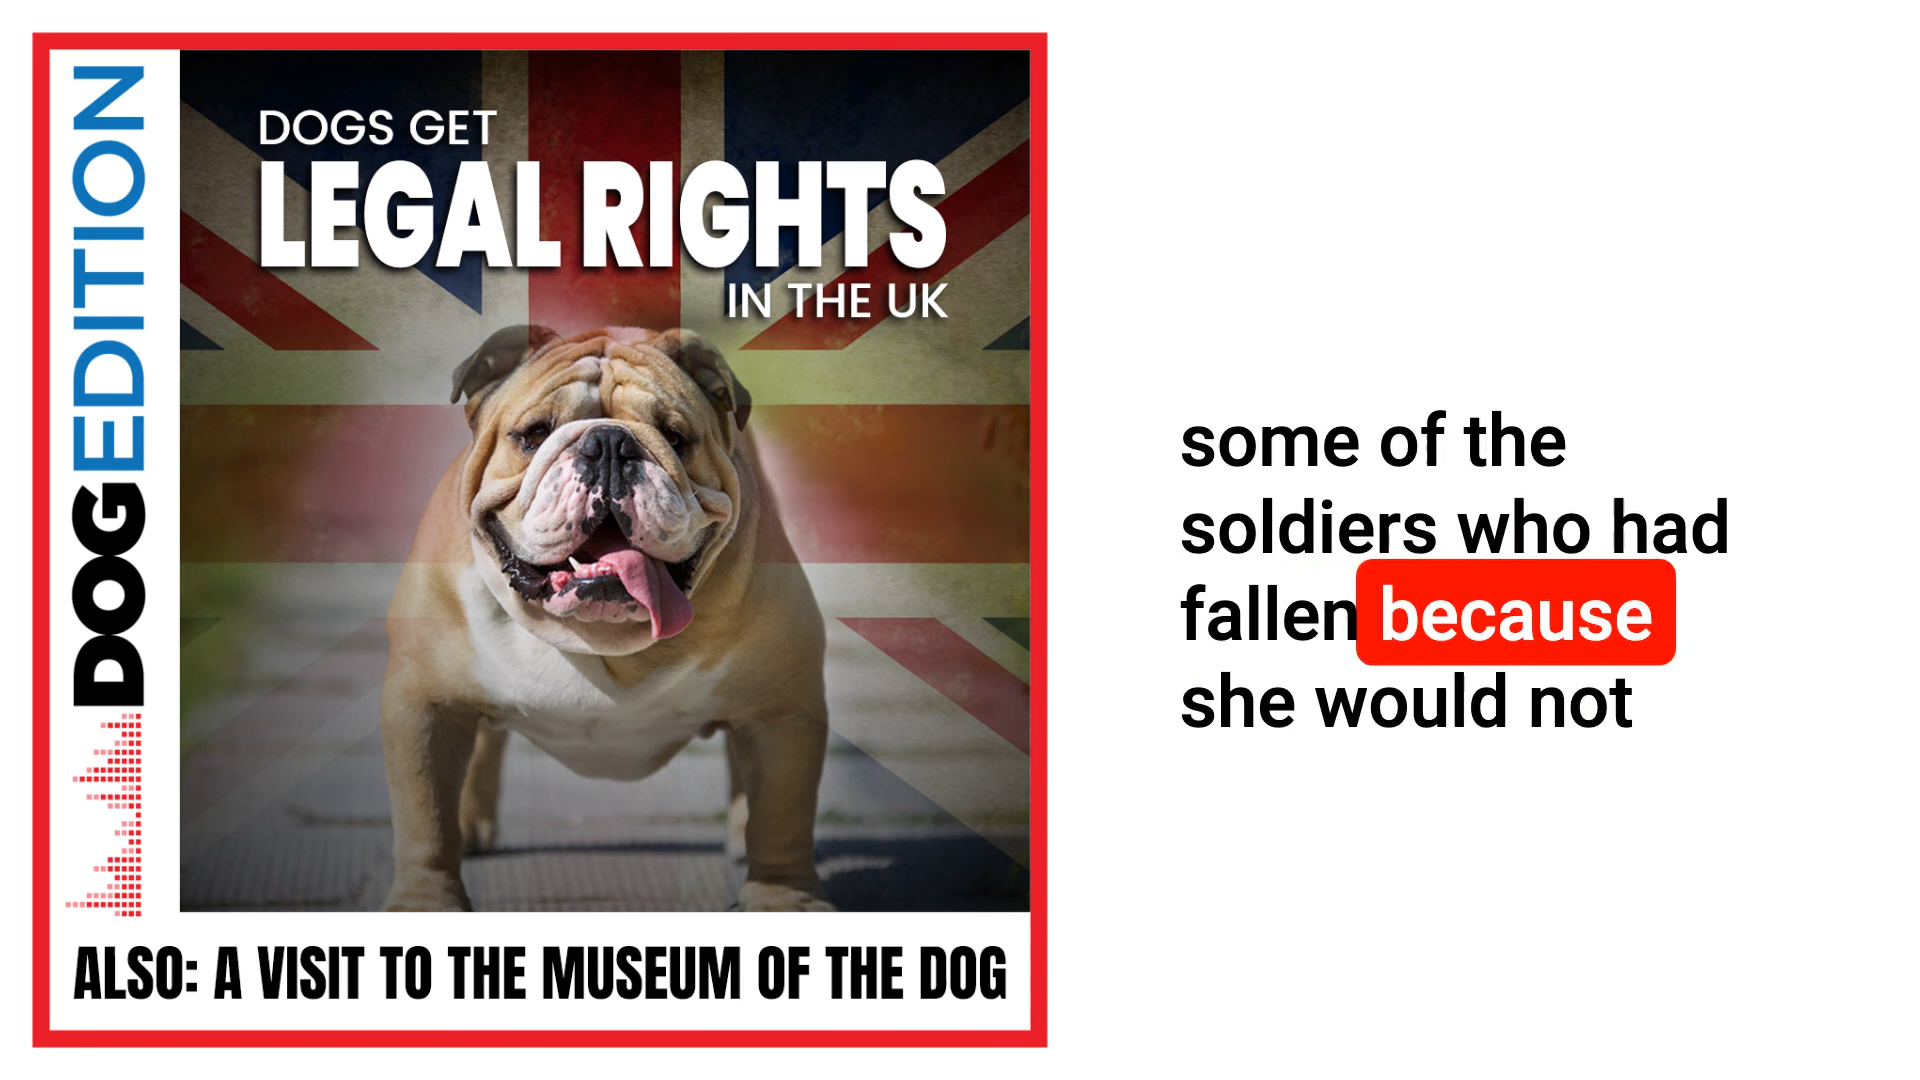 DOGEDITION
DOGS GET
LEGAL RIGHTS
IN THE UK
ALSO: A VISIT TO THE MUSEUM OF THE DOG
some of the
soldiers who had
fallen because
she would not